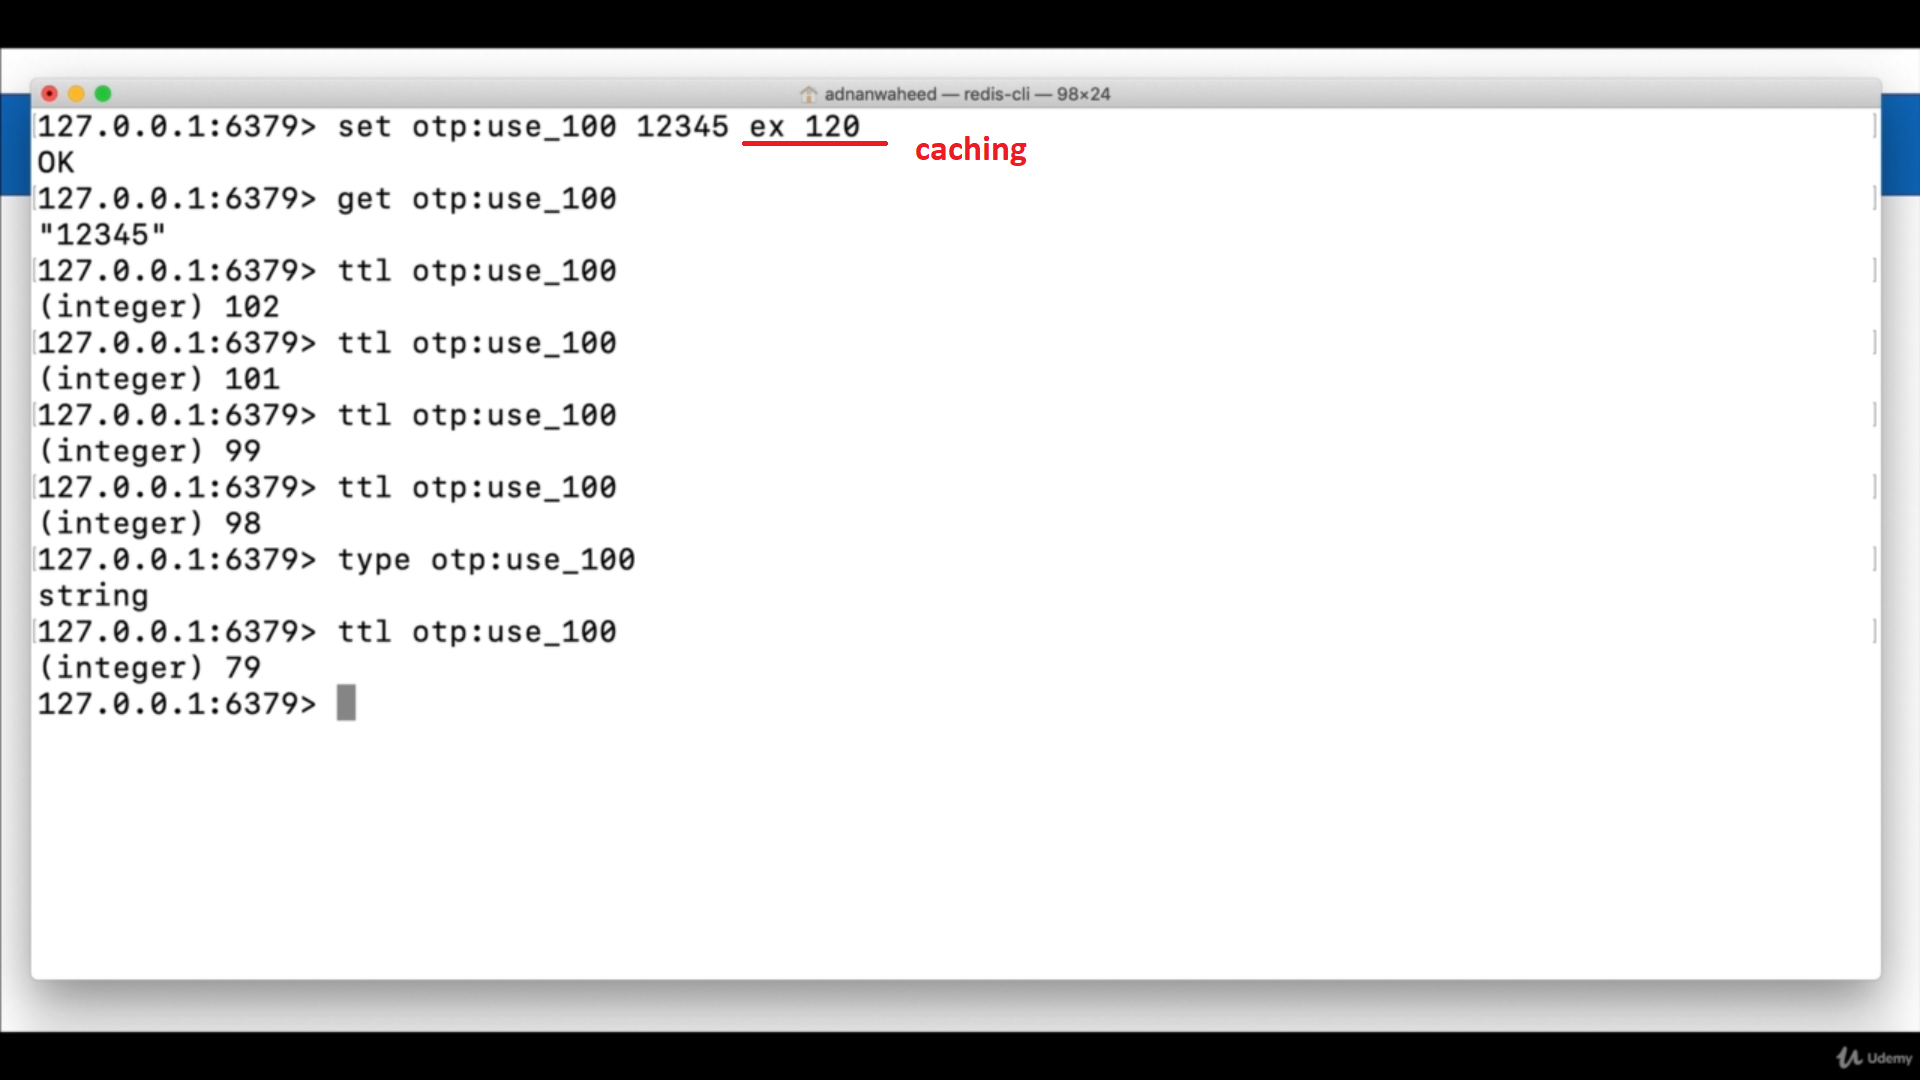 adnanwaheed — redis-cli — 98×24
127.0.0.1:6379> set otp:use_100 12345 ex 120
caching
OK
127.0.0.1:6379> get otp:use_100
"12345"
127.0.0.1:6379> ttl otp:use_100
(integer) 102
127.0.0.1:6379> ttl otp:use_100
(integer) 101
127.0.0.1:6379> ttl otp:use_100
(integer) 99
127.0.0.1:6379> ttl otp:use_100
(integer) 98
127.0.0.1:6379> type otp:use_100
string
127.0.0.1:6379> ttl otp:use_100
(integer) 79
127.0.0.1:6379>
Udemy